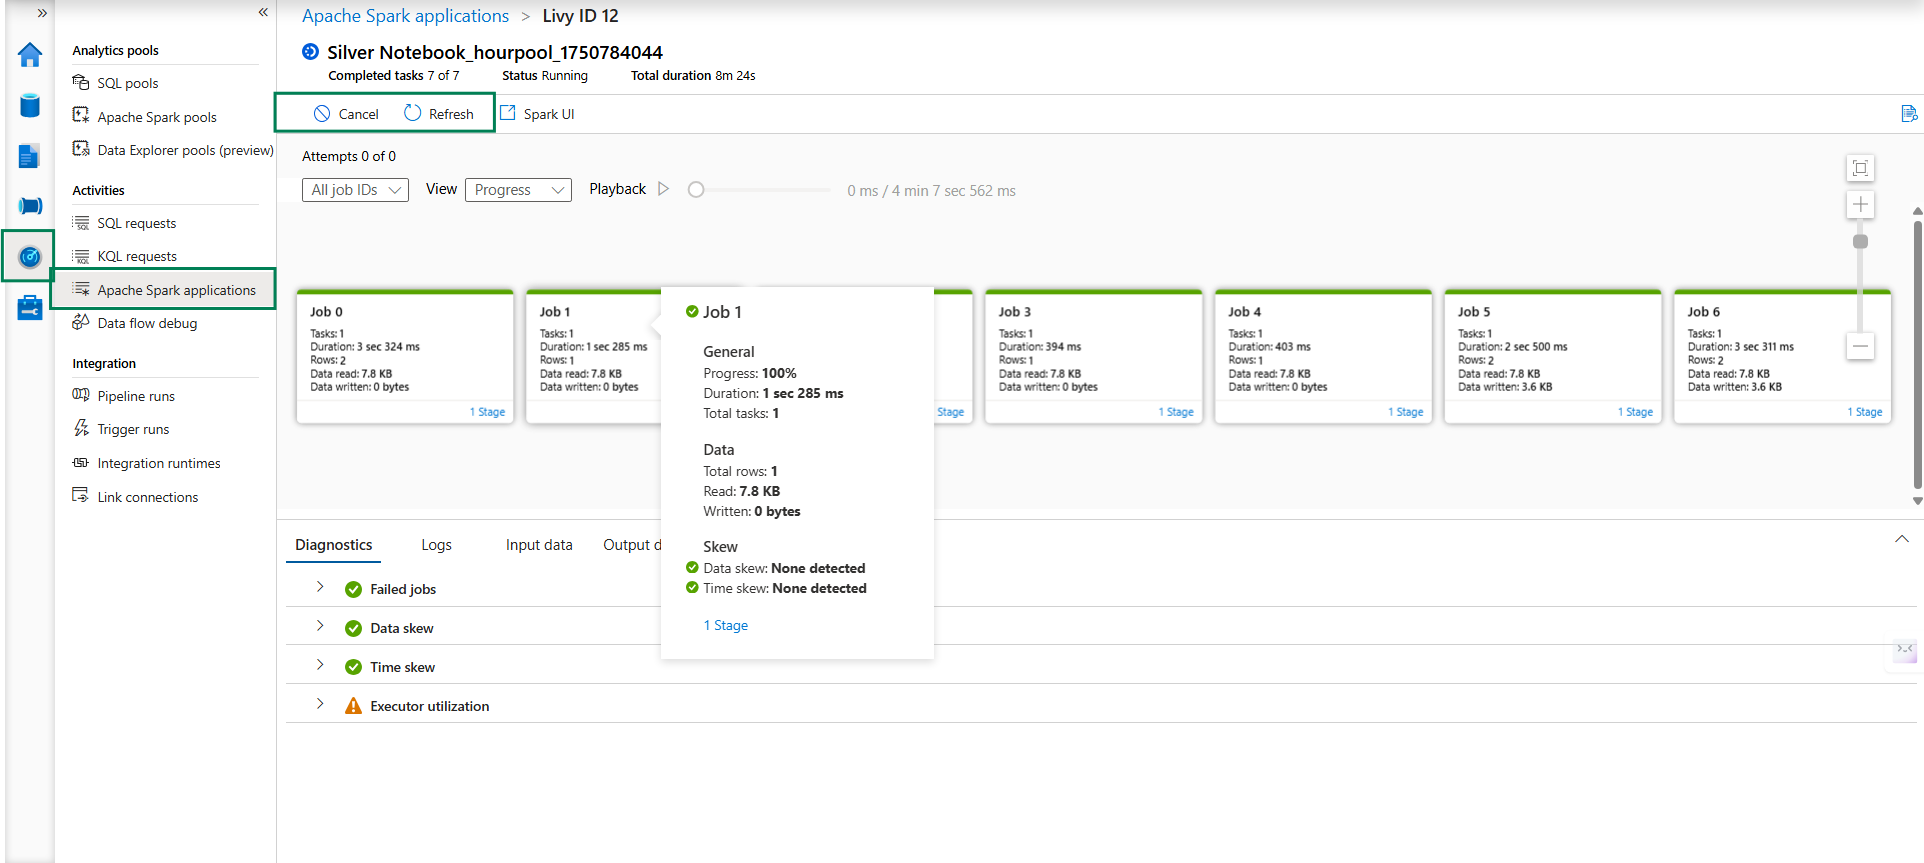 Analytics pools
SQL pools
Apache Spark pools
Data Explorer pools (preview)
Activities
SQL requests
KQL requests
Apache Spark applications
Data flow debug
Integration
Pipeline runs
Trigger runs
Integration runtimes
Link connections
Apache Spark applications > Livy ID 12
Silver Notebook_hourpool_1750784044
Completed tasks 7 of 7 Status Running Total duration 8m 24s
Cancel Refresh Spark UI
Attempts 0 of 0
All job IDs View Progress Playback 0 ms / 4 min 7 sec 562 ms
Job 0
Tasks: 1
Duration: 3 sec 324 ms
Rows: 2
Data read: 7.8 KB
Data written: 0 bytes
1 Stage
Job 1
Tasks: 1
Duration: 1 sec 285 ms
Rows: 1
Data read: 7.8 KB
Data written: 0 bytes
Job 1
General
Progress: 100%
Duration: 1 sec 285 ms
Total tasks: 1
Data
Total rows: 1
Read: 7.8 KB
Written: 0 bytes
Skew
Data skew: None detected
Time skew: None detected
1 Stage
Stage
Job 3
Tasks: 1
Duration: 394 ms
Rows: 1
Data read: 7.8 KB
Data written: 0 bytes
1 Stage
Job 4
Tasks: 1
Duration: 403 ms
Rows: 1
Data read: 7.8 KB
Data written: 0 bytes
1 Stage
Job 5
Tasks: 1
Duration: 2 sec 500 ms
Rows: 2
Data read: 7.8 KB
Data written: 3.6 KB
1 Stage
Job 6
Tasks: 1
Duration: 3 sec 311 ms
Rows: 2
Data read: 7.8 KB
Data written: 3.6 KB
1 Stage
Diagnostics Logs Input data Output d
Failed jobs
Data skew
Time skew
Executor utilization